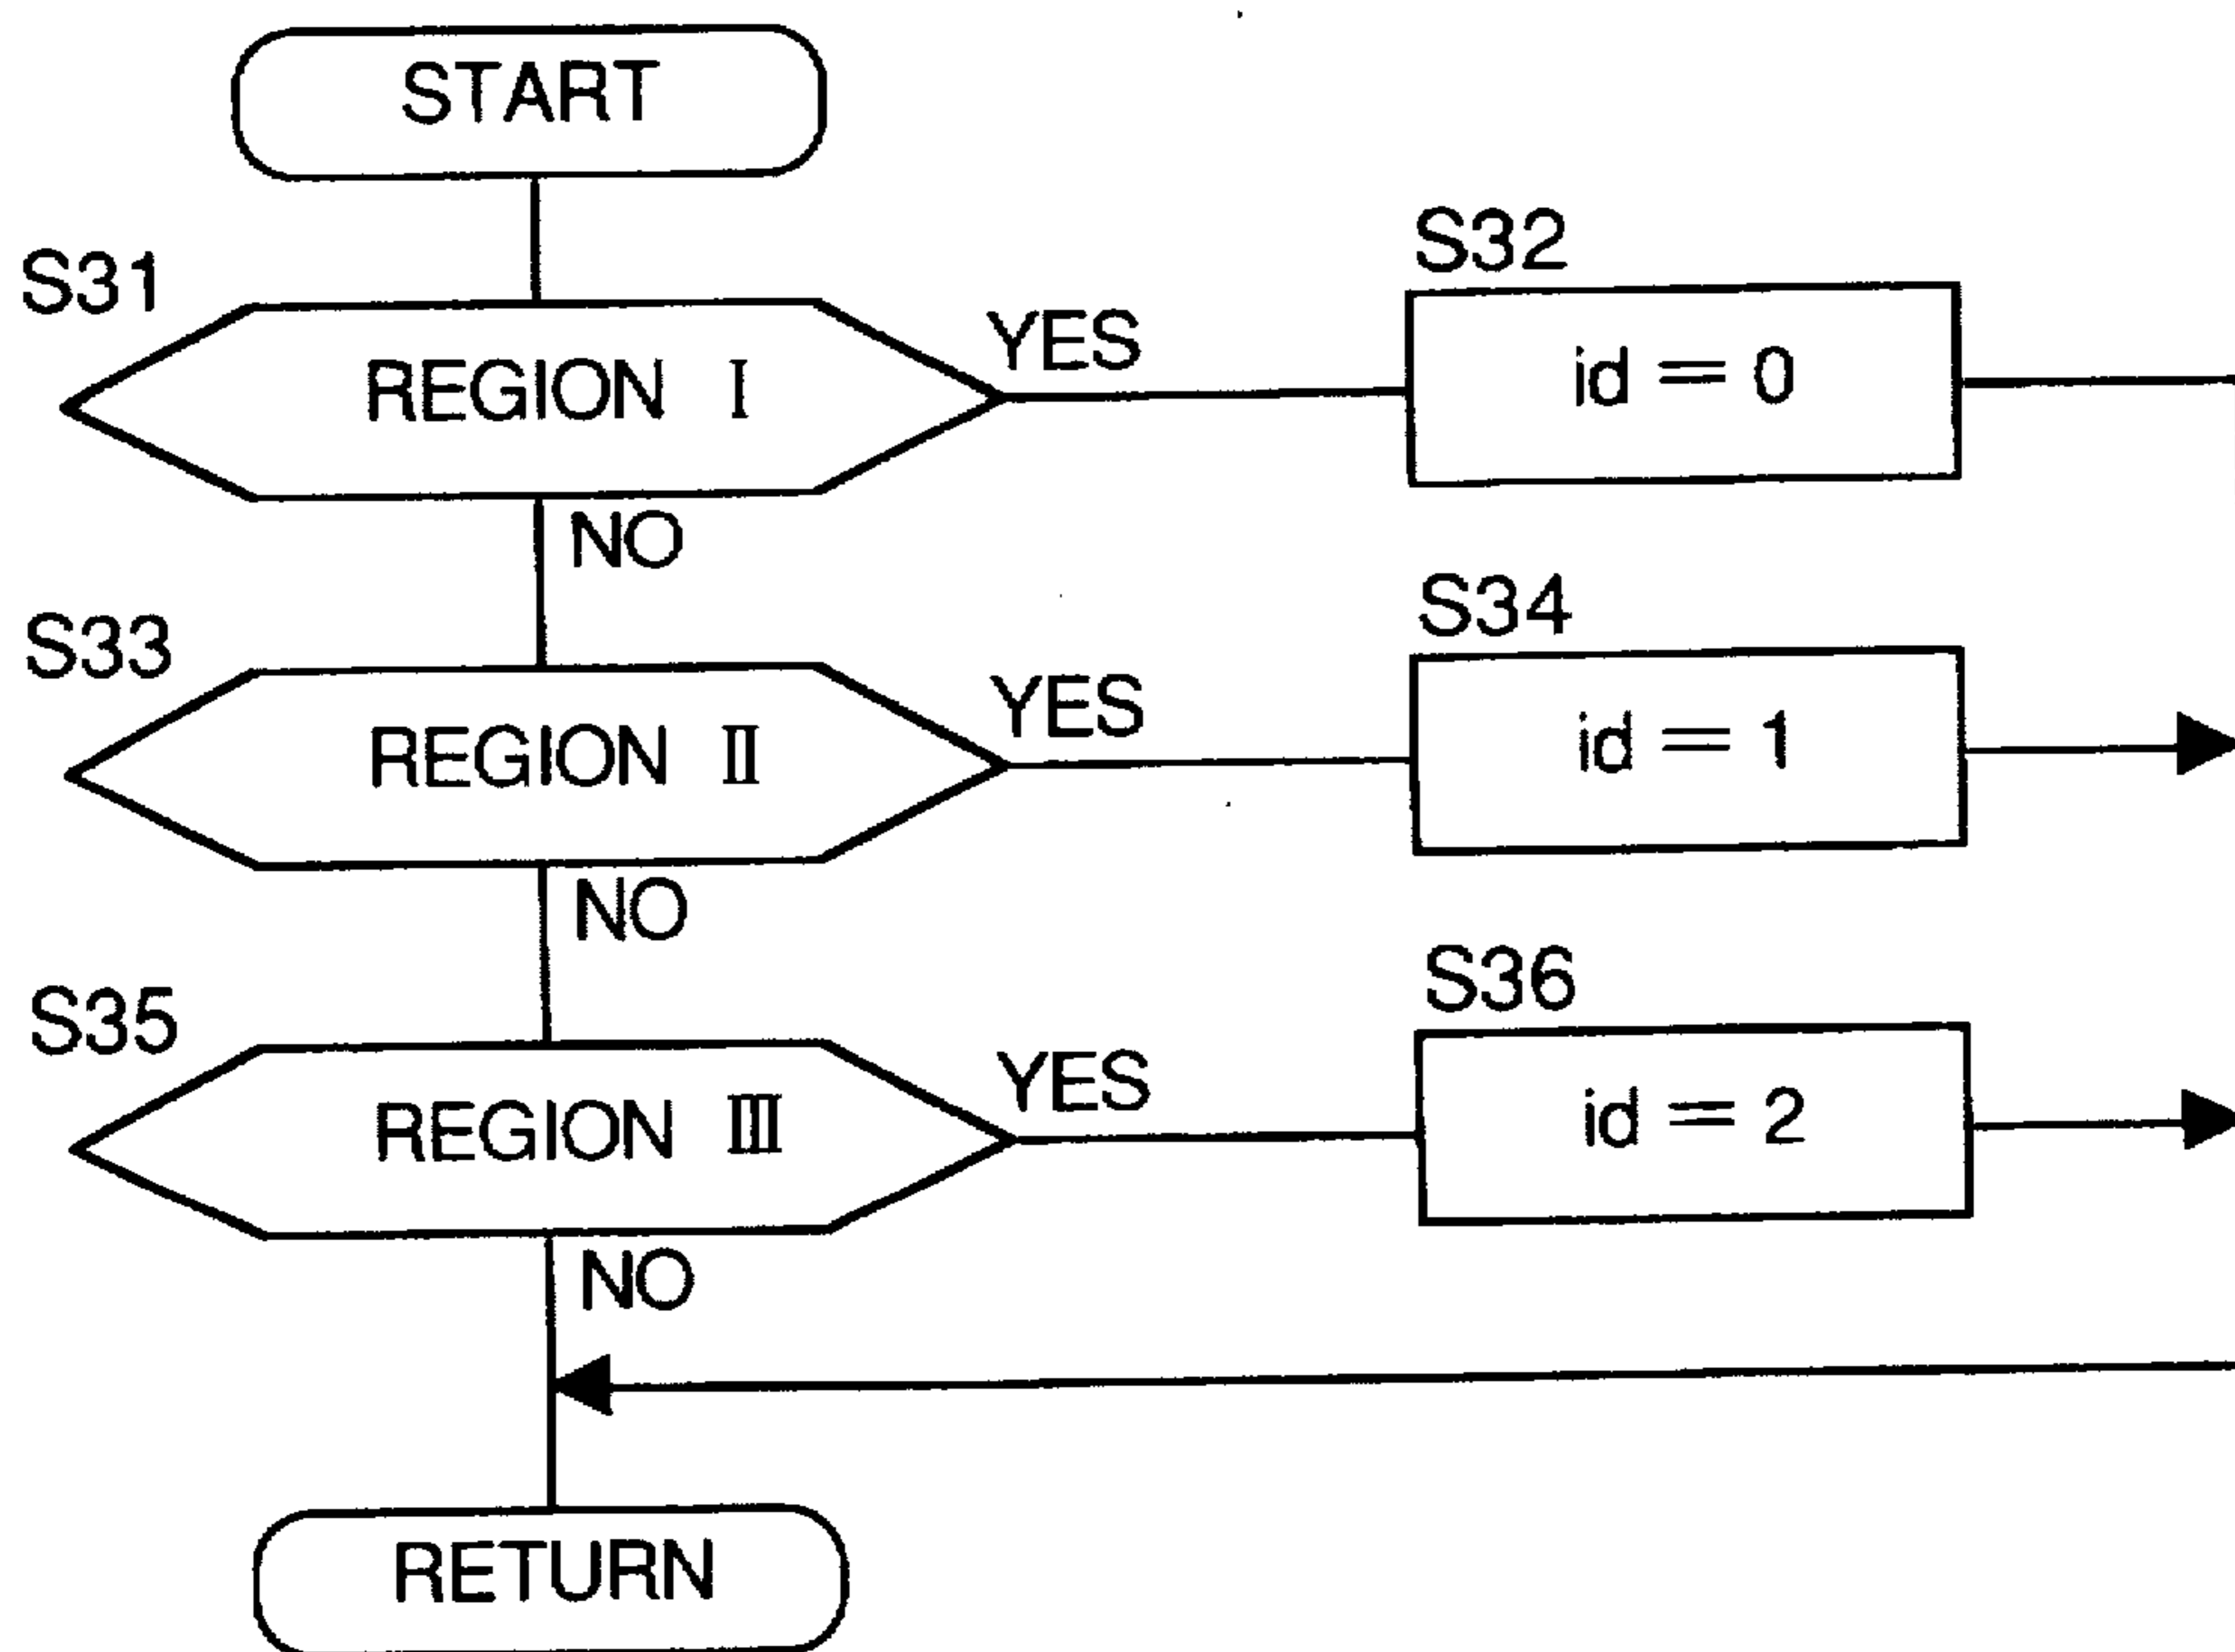 START
S31
REGION I
YES
S32
id = 0
NO
S33
REGION II
YES
S34
id = 1
NO
S35
REGION III
YES
S36
id = 2
NO
RETURN